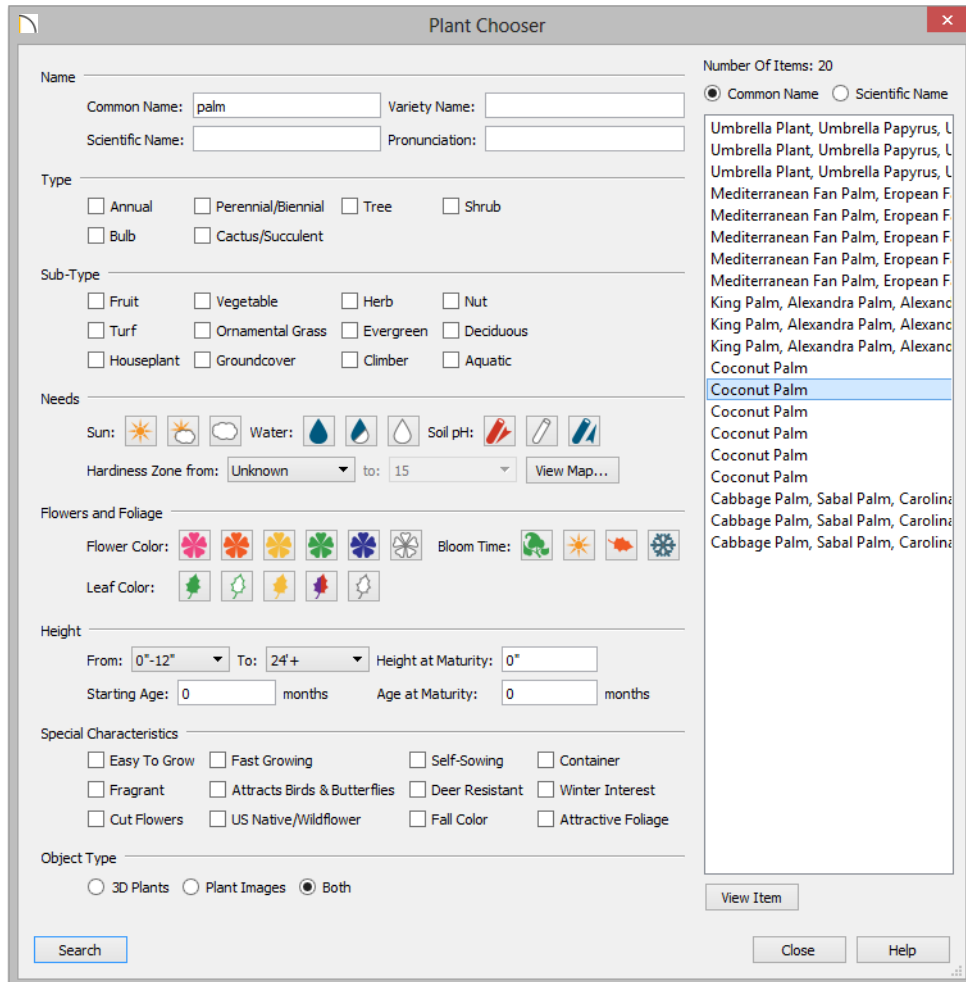 Plant Chooser
Name
Common Name: palm Variety Name:
Scientific Name: Pronunciation:
Type
Annual Perennial/Biennial Tree Shrub
Bulb Cactus/Succulent
Sub-Type
Fruit Vegetable Herb Nut
Turf Ornamental Grass Evergreen Deciduous
Houseplant Groundcover Climber Aquatic
Needs
Sun: Water: Soil pH:
Hardiness Zone from: Unknown to: 15 View Map...
Flowers and Foliage
Flower Color: Bloom Time:
Leaf Color:
Height
From: 0"-12" To: 24'+ Height at Maturity: 0"
Starting Age: 0 months Age at Maturity: 0 months
Special Characteristics
Easy To Grow Fast Growing Self-Sowing Container
Fragrant Attracts Birds & Butterflies Deer Resistant Winter Interest
Cut Flowers US Native/Wildflower Fall Color Attractive Foliage
Object Type
3D Plants Plant Images Both
Search
Number Of Items: 20
Common Name Scientific Name
Umbrella Plant, Umbrella Papyrus, U
Umbrella Plant, Umbrella Papyrus, U
Umbrella Plant, Umbrella Papyrus, U
Mediterranean Fan Palm, Eropean F
Mediterranean Fan Palm, Eropean F
Mediterranean Fan Palm, Eropean F
Mediterranean Fan Palm, Eropean F
Mediterranean Fan Palm, Eropean F
King Palm, Alexandra Palm, Alexand
King Palm, Alexandra Palm, Alexand
King Palm, Alexandra Palm, Alexand
Coconut Palm
Coconut Palm
Coconut Palm
Coconut Palm
Coconut Palm
Coconut Palm
Cabbage Palm, Sabal Palm, Carolina
Cabbage Palm, Sabal Palm, Carolina
Cabbage Palm, Sabal Palm, Carolina
View Item
Close Help